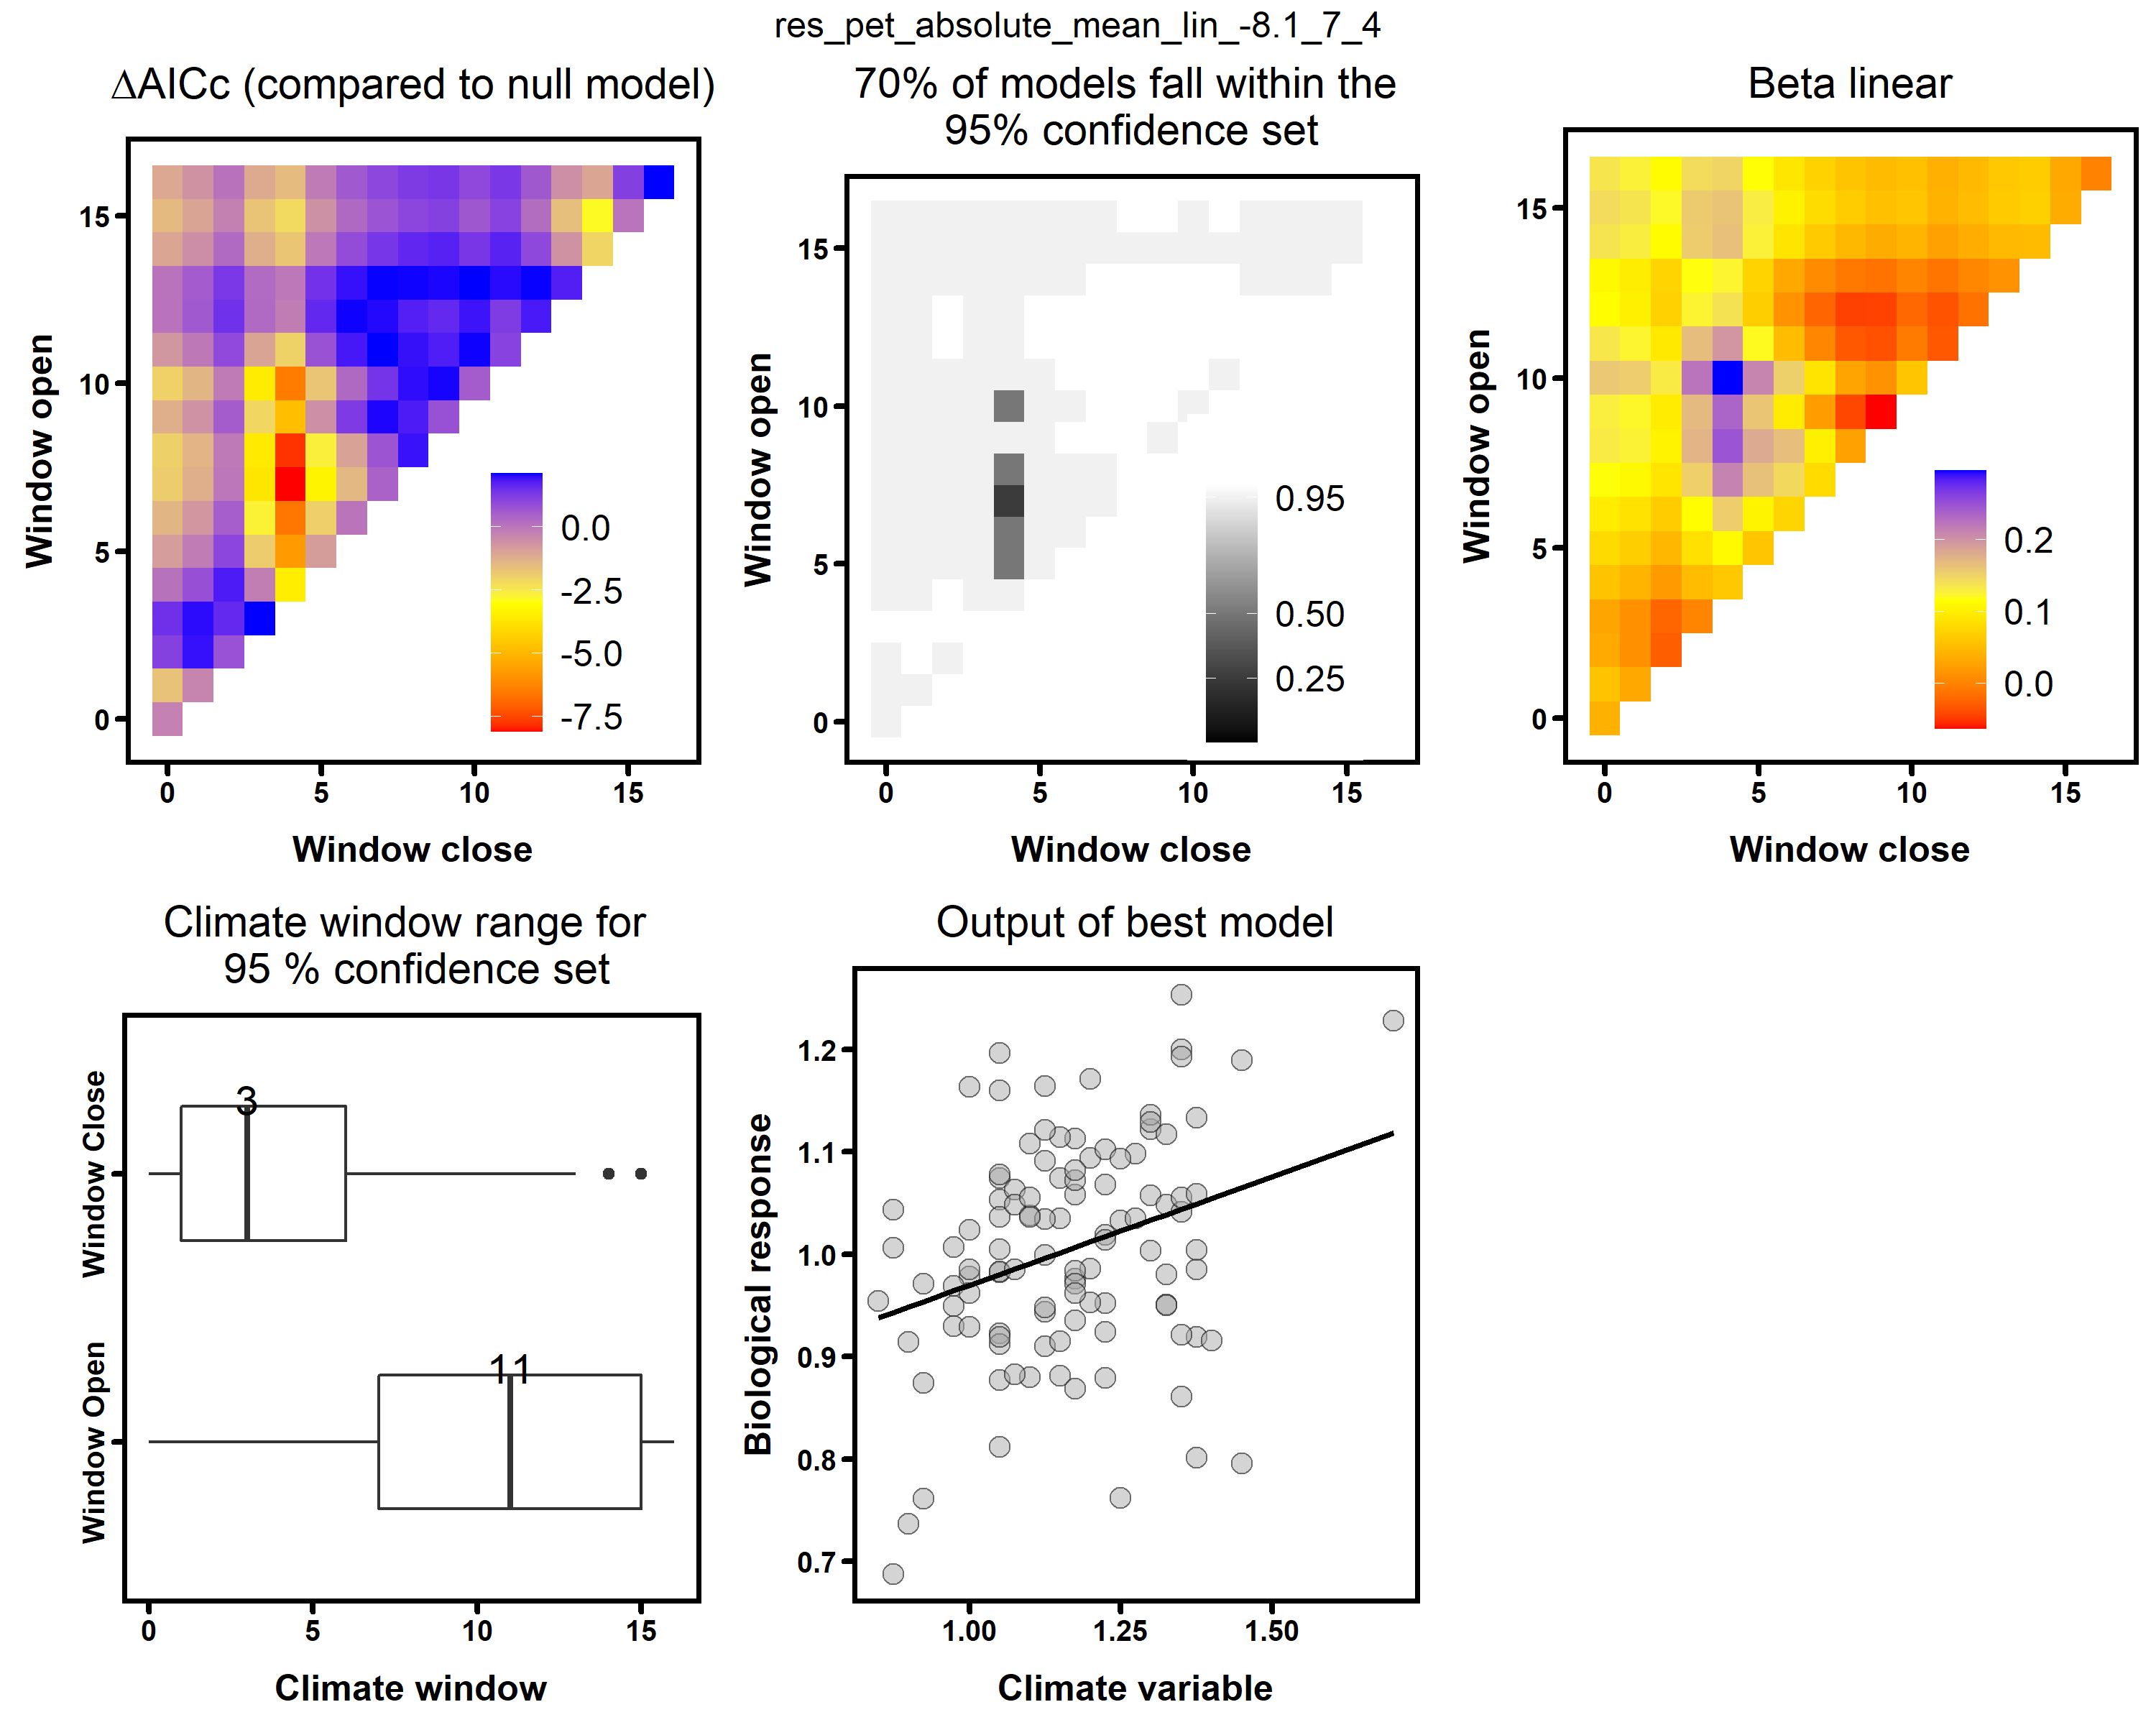 res_pet_absolute_mean_lin_-8.1_7_4
ΔAICc (compared to null model)
Window open
15
10
5
0
0.0
-2.5
-5.0
-7.5
0 5 10 15
Window close
70% of models fall within the
95% confidence set
Window open
15
10
5
0
0.95
0.50
0.25
0 5 10 15
Window close
Beta linear
Window open
15
10
5
0
0.2
0.1
0.0
0 5 10 15
Window close
Climate window range for
95 % confidence set
Window Close
3
Window Open
11
0 5 10 15
Climate window
Output of best model
Biological response
1.2
1.1
1.0
0.9
0.8
0.7
1.00 1.25 1.50
Climate variable